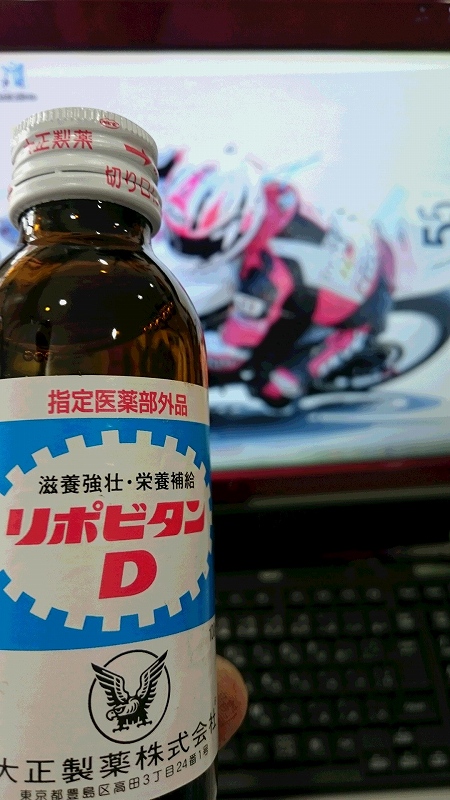 大正製薬
切り口
指定医薬部外品
滋養強壮・栄養補給
リポビタン
D
大正製薬株式会社
東京都豊島区高田3丁目24番1号